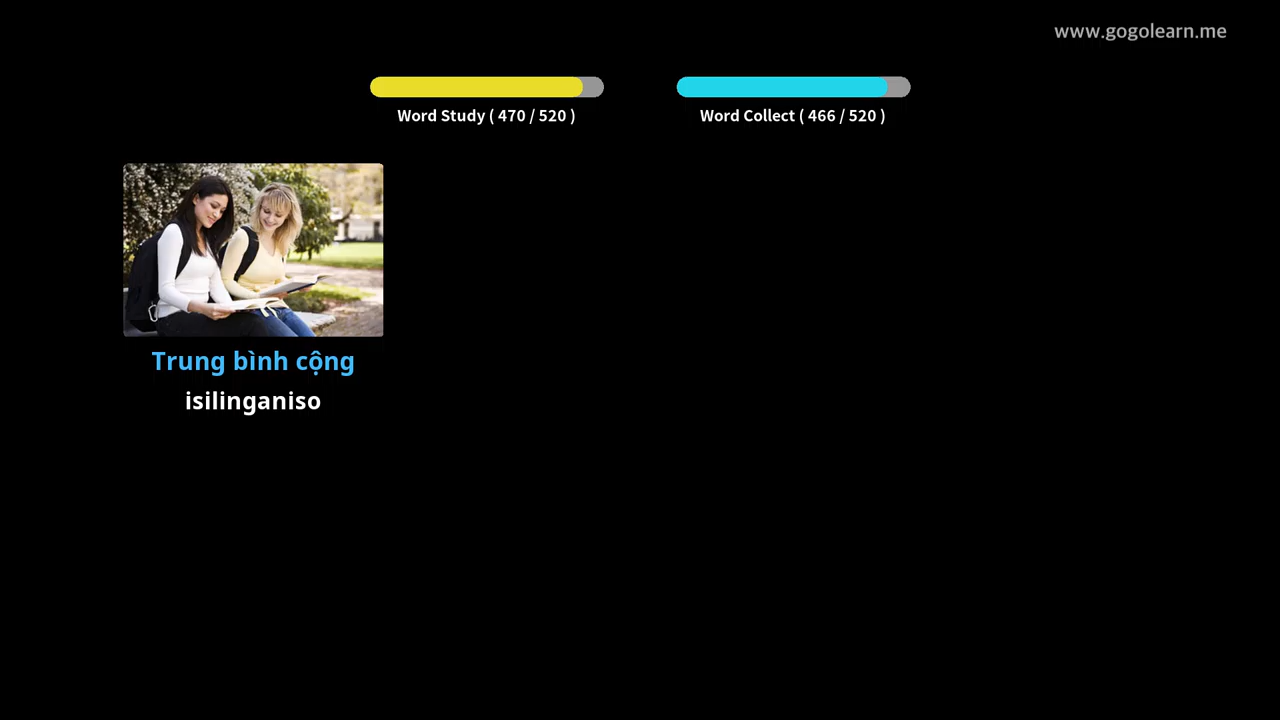 www.gogolearn.me
Word Study ( 470 / 520 )
Word Collect ( 466 / 520 )
Trung bình cộng
isilinganiso